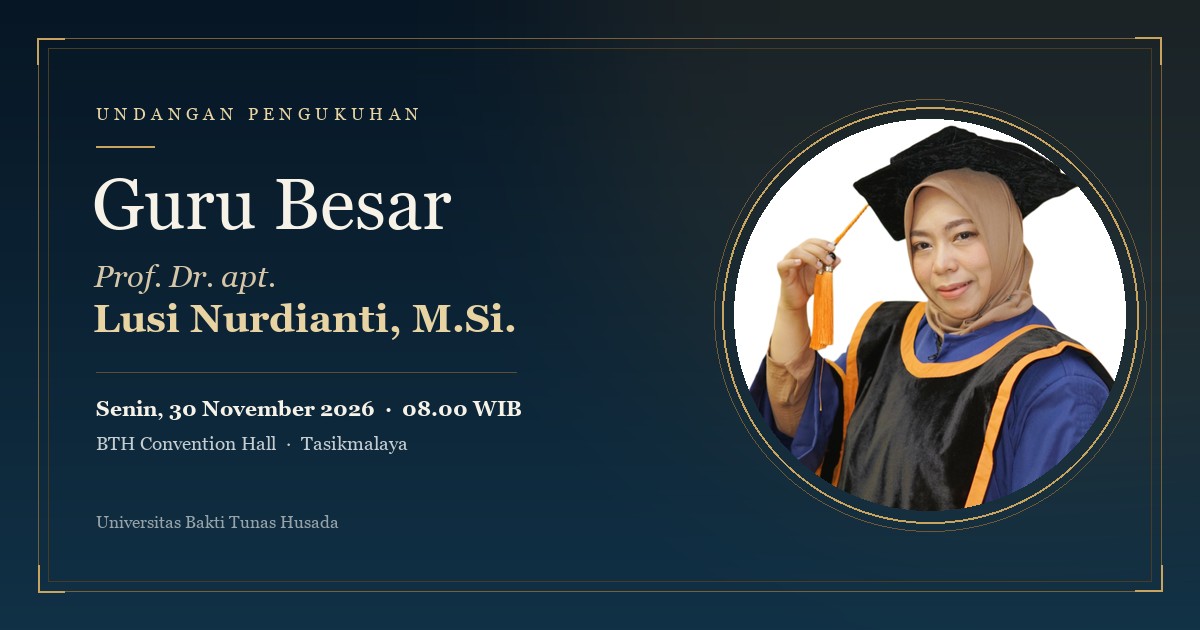 UNDANGAN PENGUKUHAN
Guru Besar
Prof. Dr. apt.
Lusi Nurdianti, M.Si.
Senin, 30 November 2026 · 08.00 WIB
BTH Convention Hall · Tasikmalaya
Universitas Bakti Tunas Husada